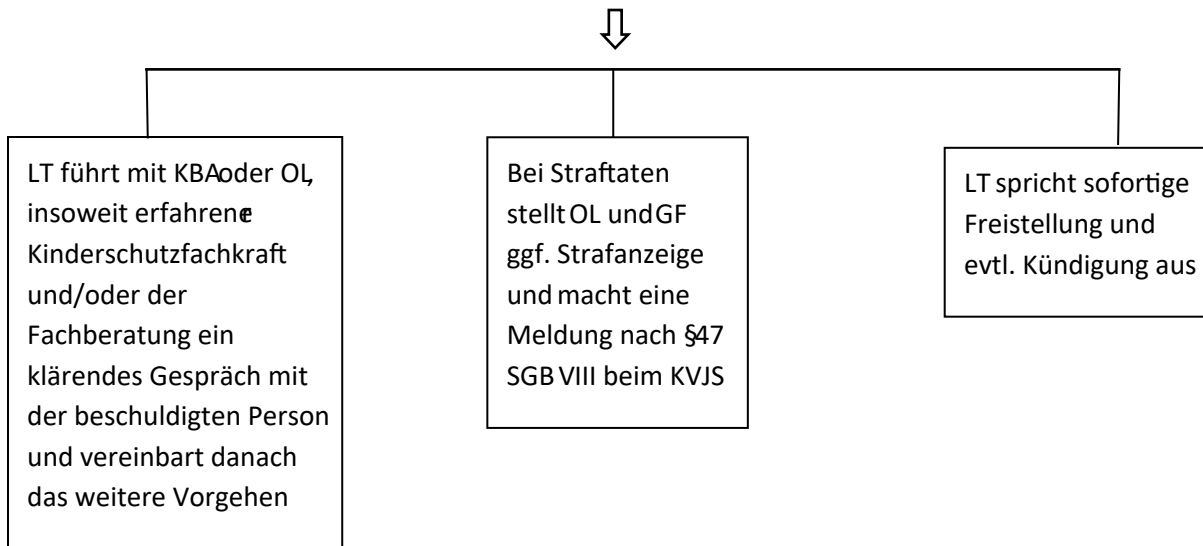 LT führt mit KBA oder OL,
insoweit erfahrener
Kinderschutzfachkraft
und/oder der
Fachberatung ein
klärendes Gespräch mit
der beschuldigten Person
und vereinbart danach
das weitere Vorgehen
Bei Straftaten
stellt OL und GF
ggf. Strafanzeige
und macht eine
Meldung nach §47
SGB VIII beim KVJS
LT spricht sofortige
Freistellung und
evtl. Kündigung aus